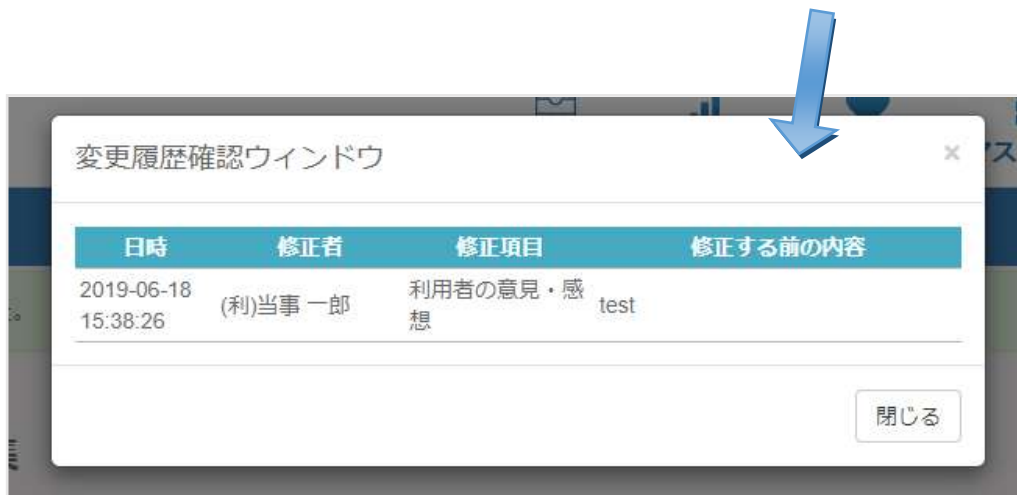 変更履歴確認ウィンドウ
×
日時 修正者 修正項目 修正する前の内容
2019-06-18 (利)当事 一郎 利用者の意見・感 test
15:38:26 想
閉じる